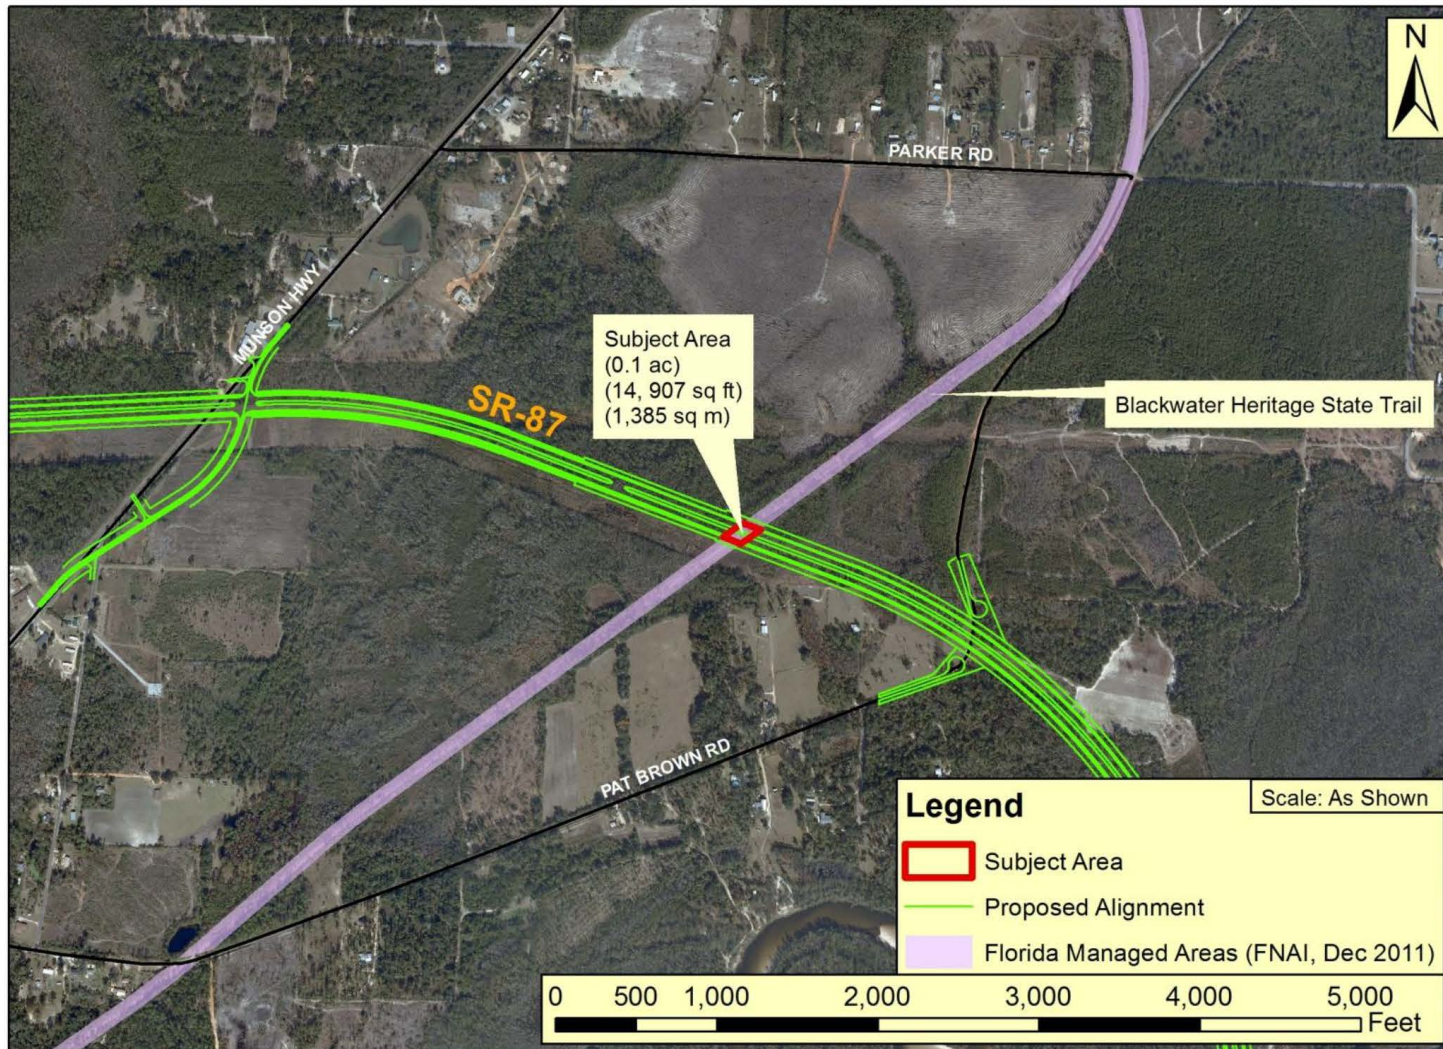 N
PARKER RD
MUNSON HWY
Subject Area
(0.1 ac)
(14, 907 sq ft)
(1,385 sq m)
SR-87
Blackwater Heritage State Trail
PAT BROWN RD
Legend
Scale: As Shown
Subject Area
Proposed Alignment
Florida Managed Areas (FNAI, Dec 2011)
0 500 1,000 2,000 3,000 4,000 5,000
Feet